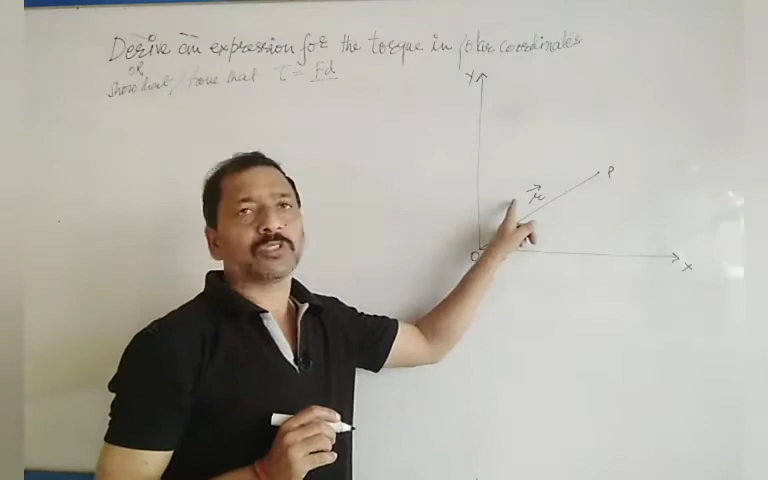 Derive an expression for the torque in polar coordinates
OR
Show that / Prove that τ = Fd
Y
r⃗
P
O
X